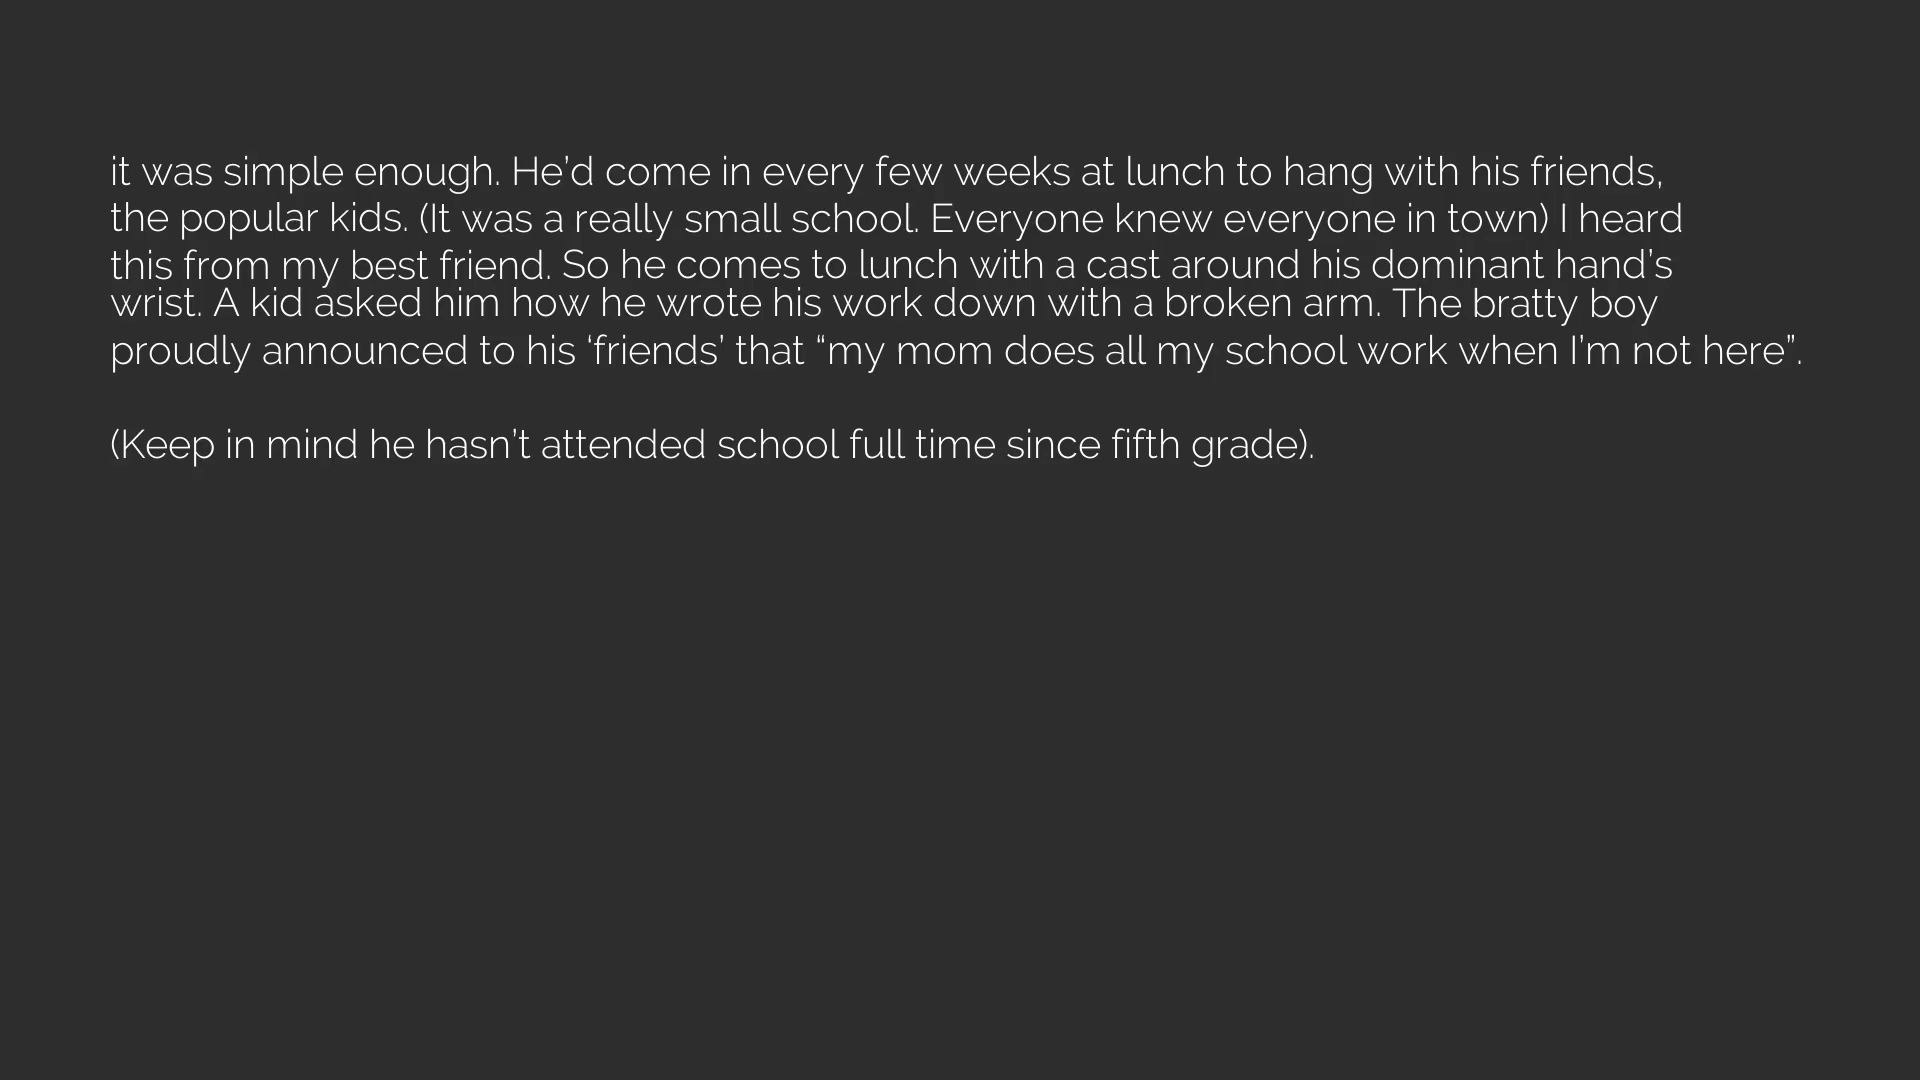 it was simple enough. He’d come in every few weeks at lunch to hang with his friends,
the popular kids. (It was a really small school. Everyone knew everyone in town) I heard
this from my best friend. So he comes to lunch with a cast around his dominant hand’s
wrist. A kid asked him how he wrote his work down with a broken arm. The bratty boy
proudly announced to his ‘friends’ that “my mom does all my school work when I’m not here”.
(Keep in mind he hasn’t attended school full time since fifth grade).